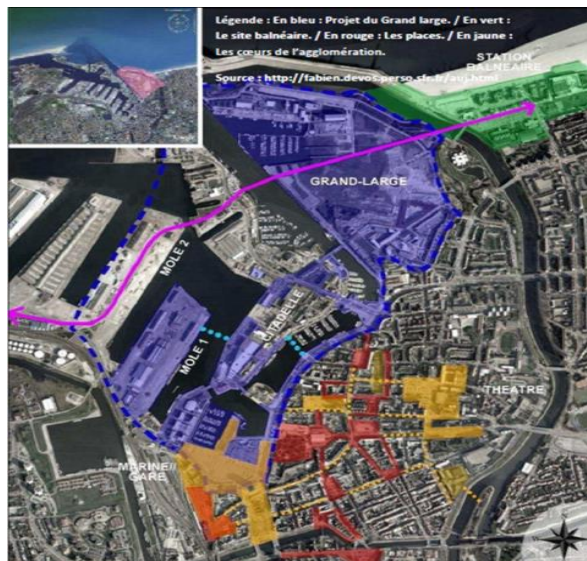 Légende : En bleu : Projet du Grand large. / En vert :
Le site balnéaire. / En rouge : Les places. / En jaune :
Les cœurs de l'agglomération.
Source : http://fabien.devos.perso.sfr.fr/auj.html
STATION
BALNEAIRE
GRAND-LARGE
MOLE 2
CITADELLE
MOLE 1
THEATRE
MARINE//
GARE